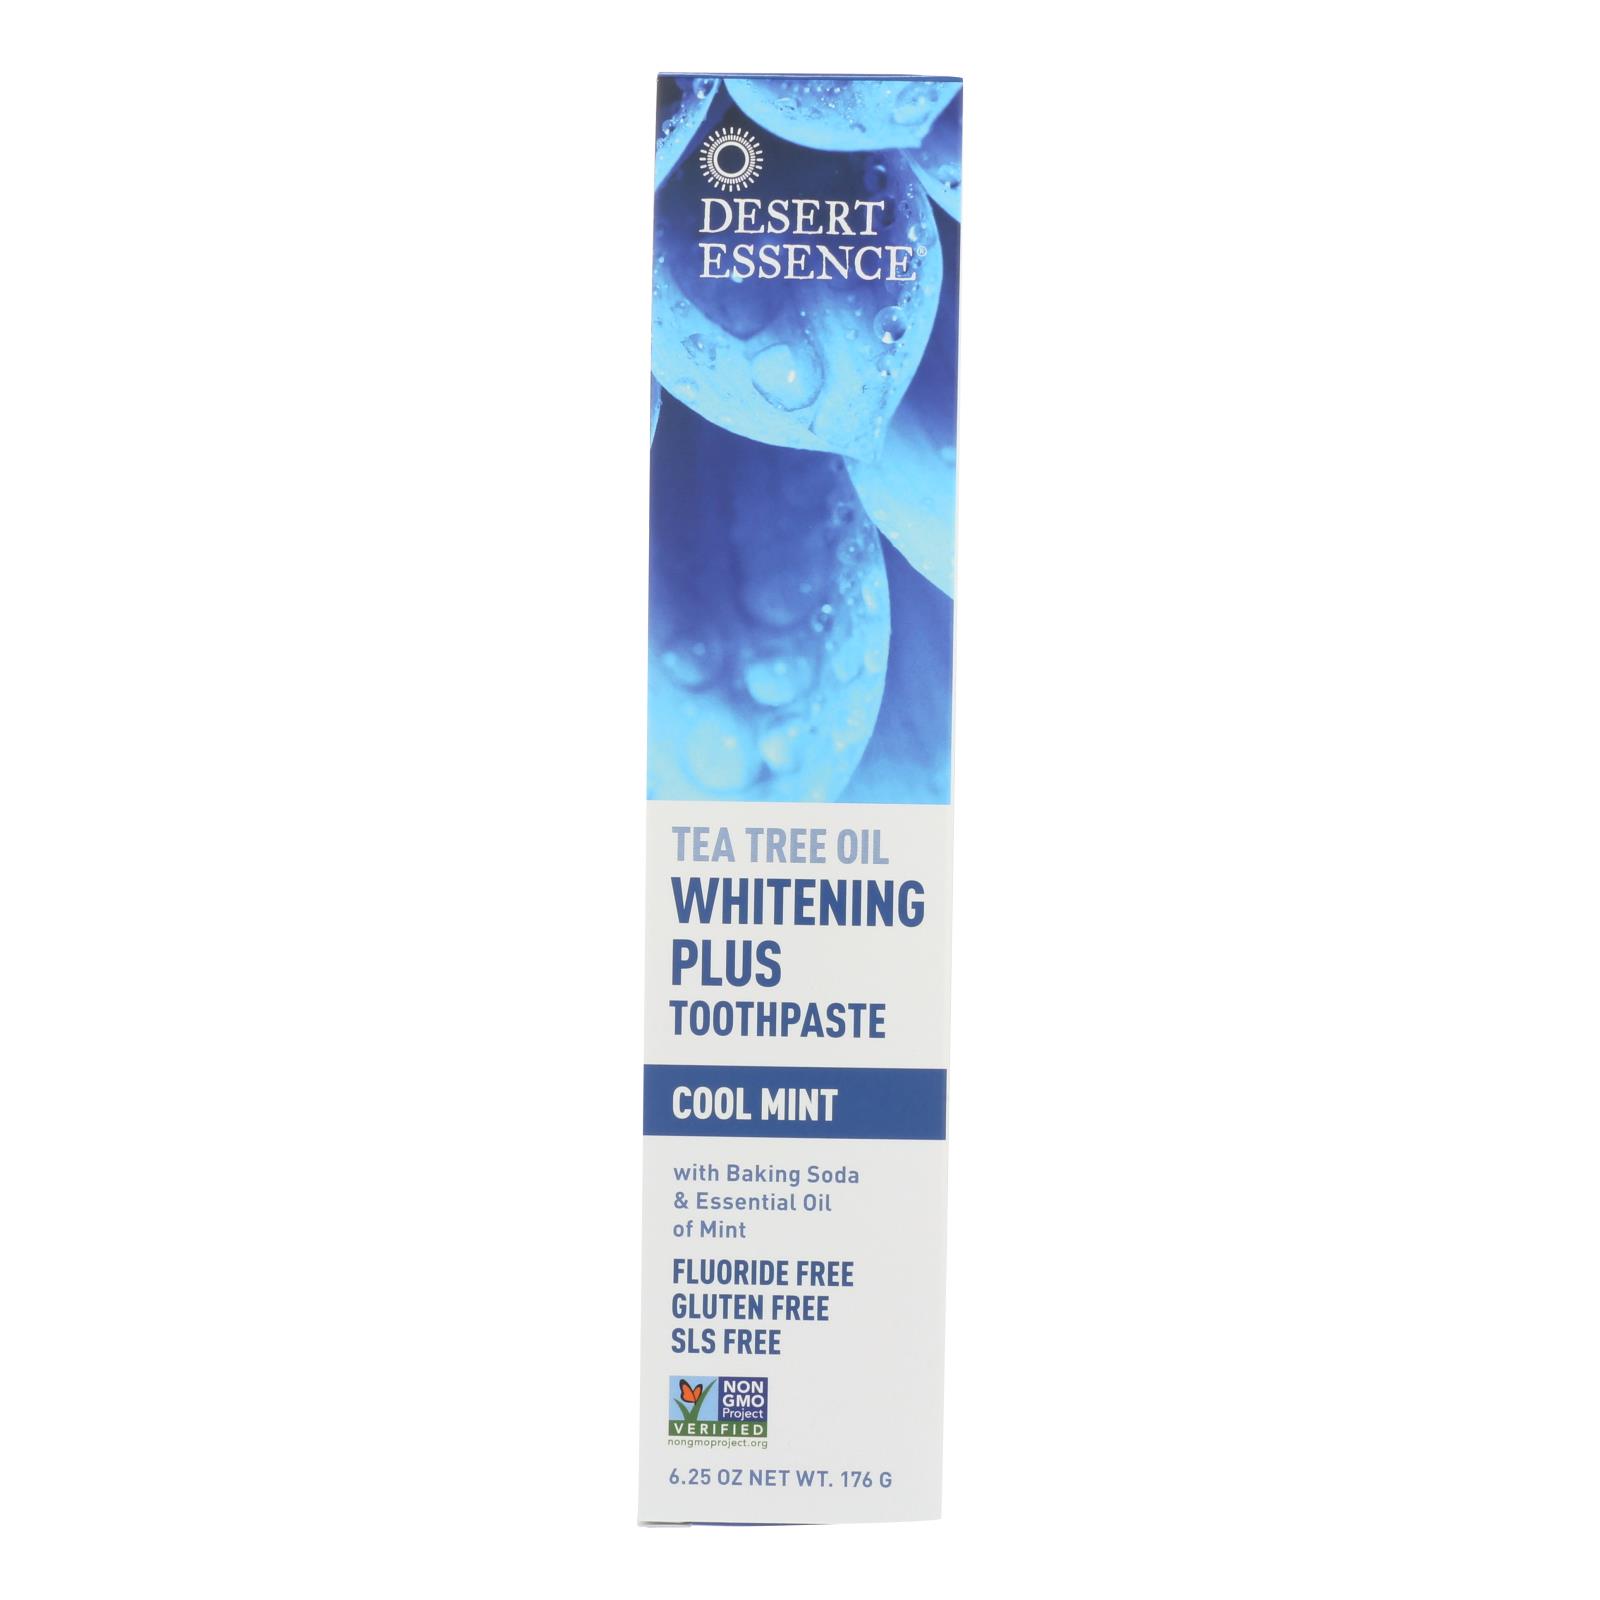 DESERT
ESSENCE®
TEA TREE OIL
WHITENING
PLUS
TOOTHPASTE
COOL MINT
with Baking Soda
& Essential Oil
of Mint
FLUORIDE FREE
GLUTEN FREE
SLS FREE
NON
GMO
Project
VERIFIED
nongmoproject.org
6.25 OZ NET WT. 176 G